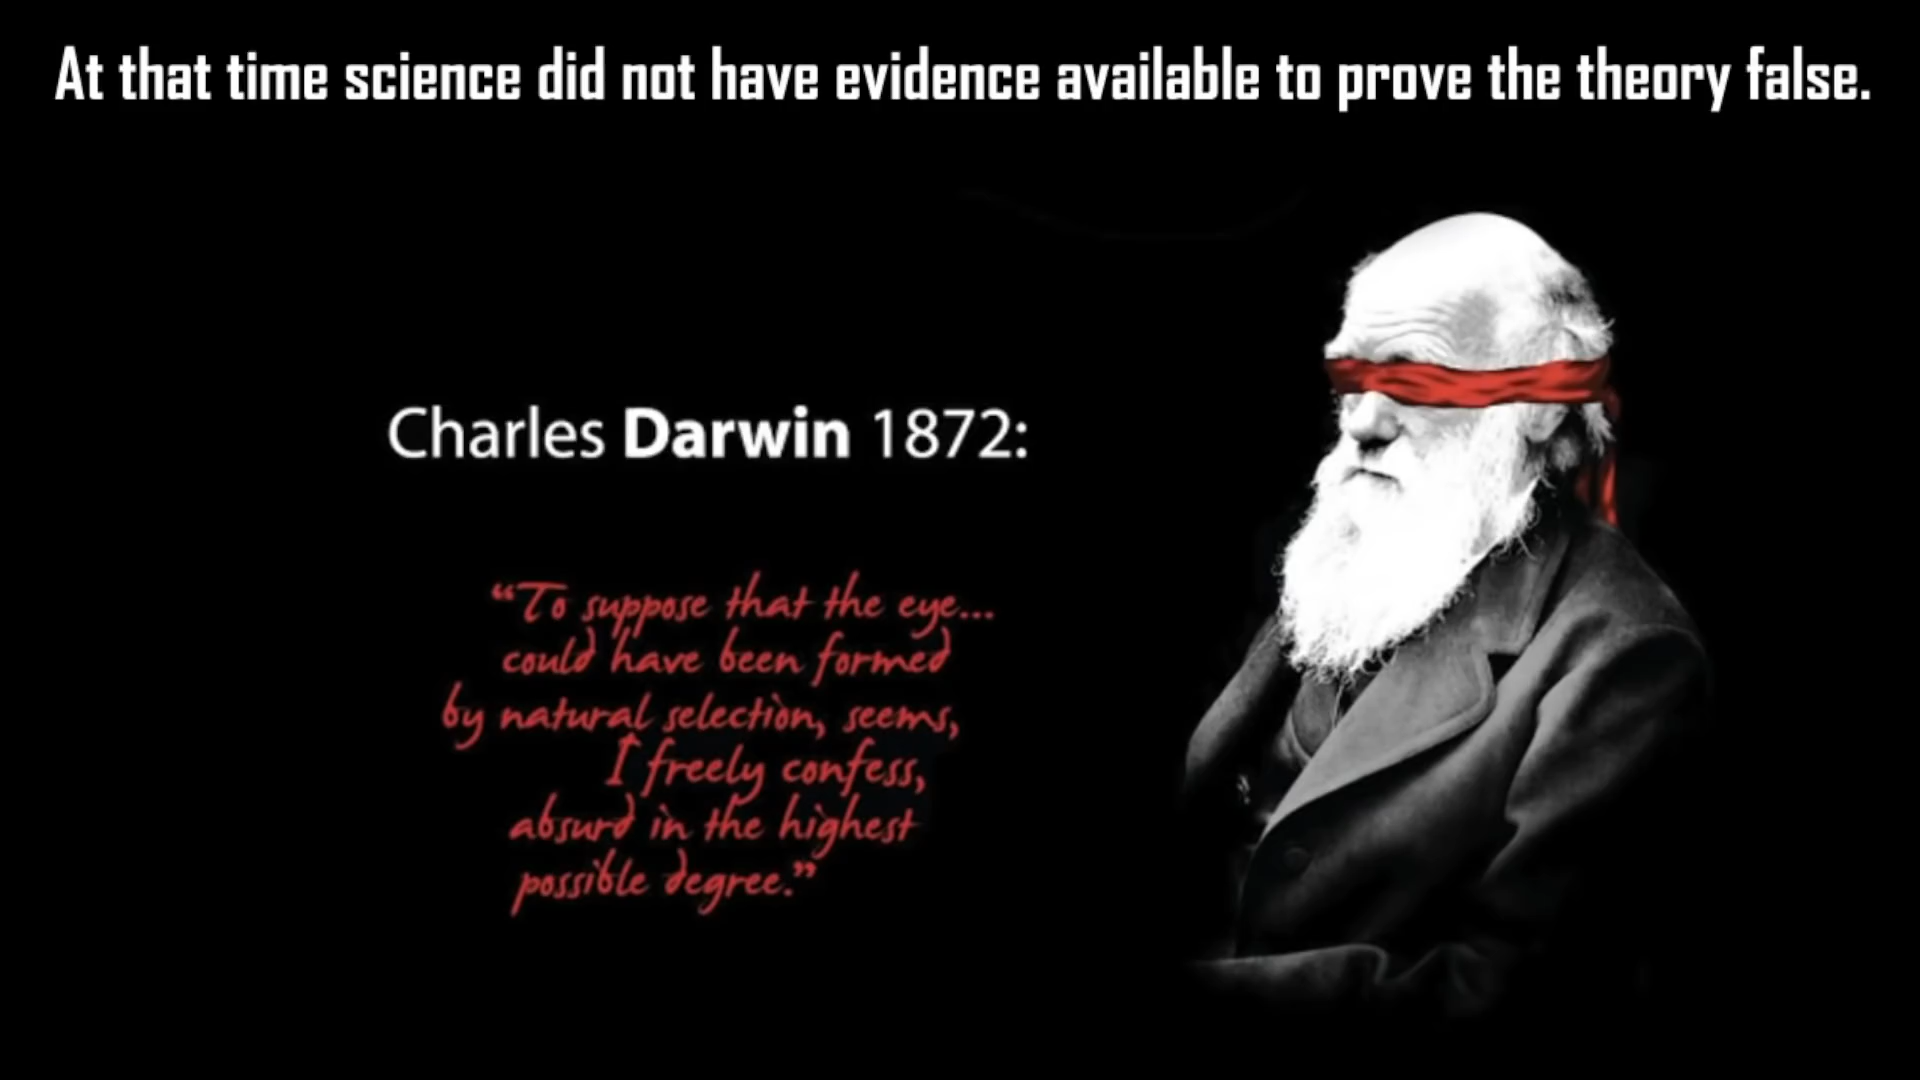 At that time science did not have evidence available to prove the theory false.
Charles Darwin 1872:
“To suppose that the eye...
could have been formed
by natural selection, seems,
I freely confess,
absurd in the highest
possible degree.”